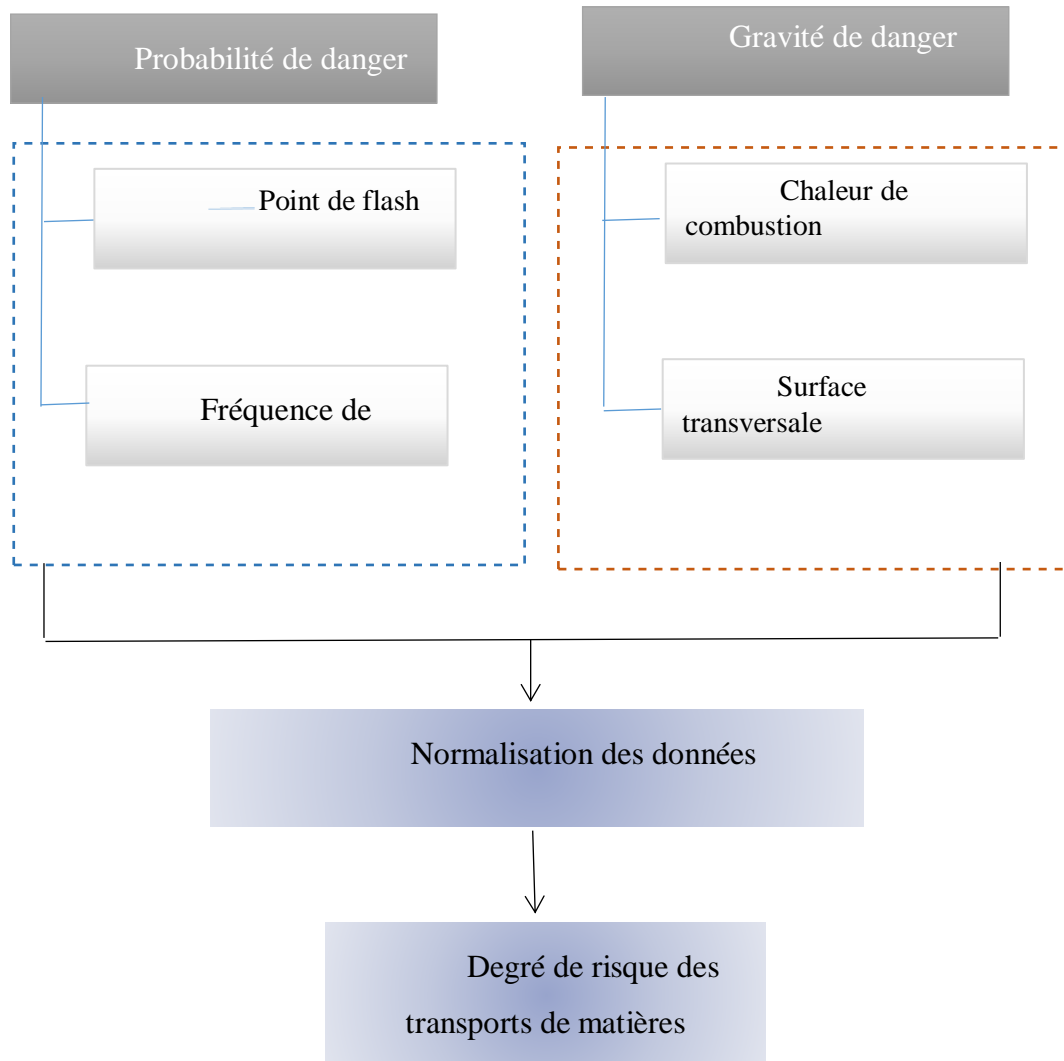 Probabilité de danger
Gravité de danger
Point de flash
Fréquence de
Chaleur de
combustion
Surface
transversale
Normalisation des données
Degré de risque des
transports de matières